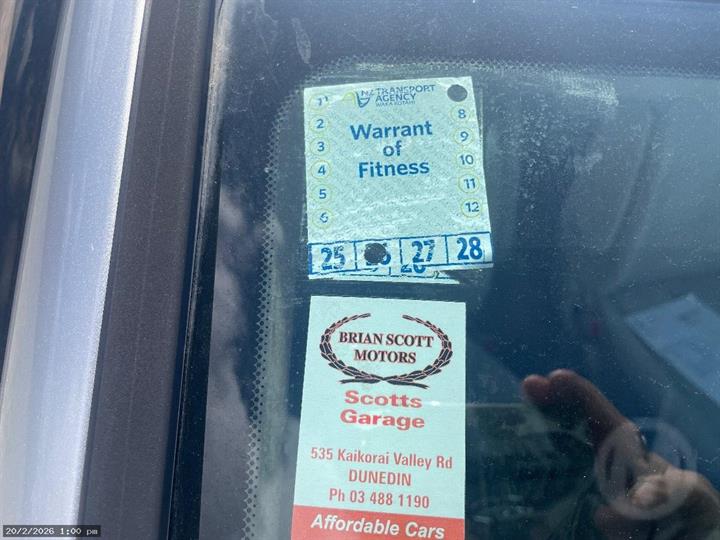 NZ TRANSPORT
AGENCY
WAKA KOTAHI
1
2
3
4
5
6
8
9
10
11
12
Warrant
of
Fitness
25 26 27 28
BRIAN SCOTT
MOTORS
Scotts
Garage
535 Kaikorai Valley Rd
DUNEDIN
Ph 03 488 1190
Affordable Cars
20/2/2026 1:00 pm